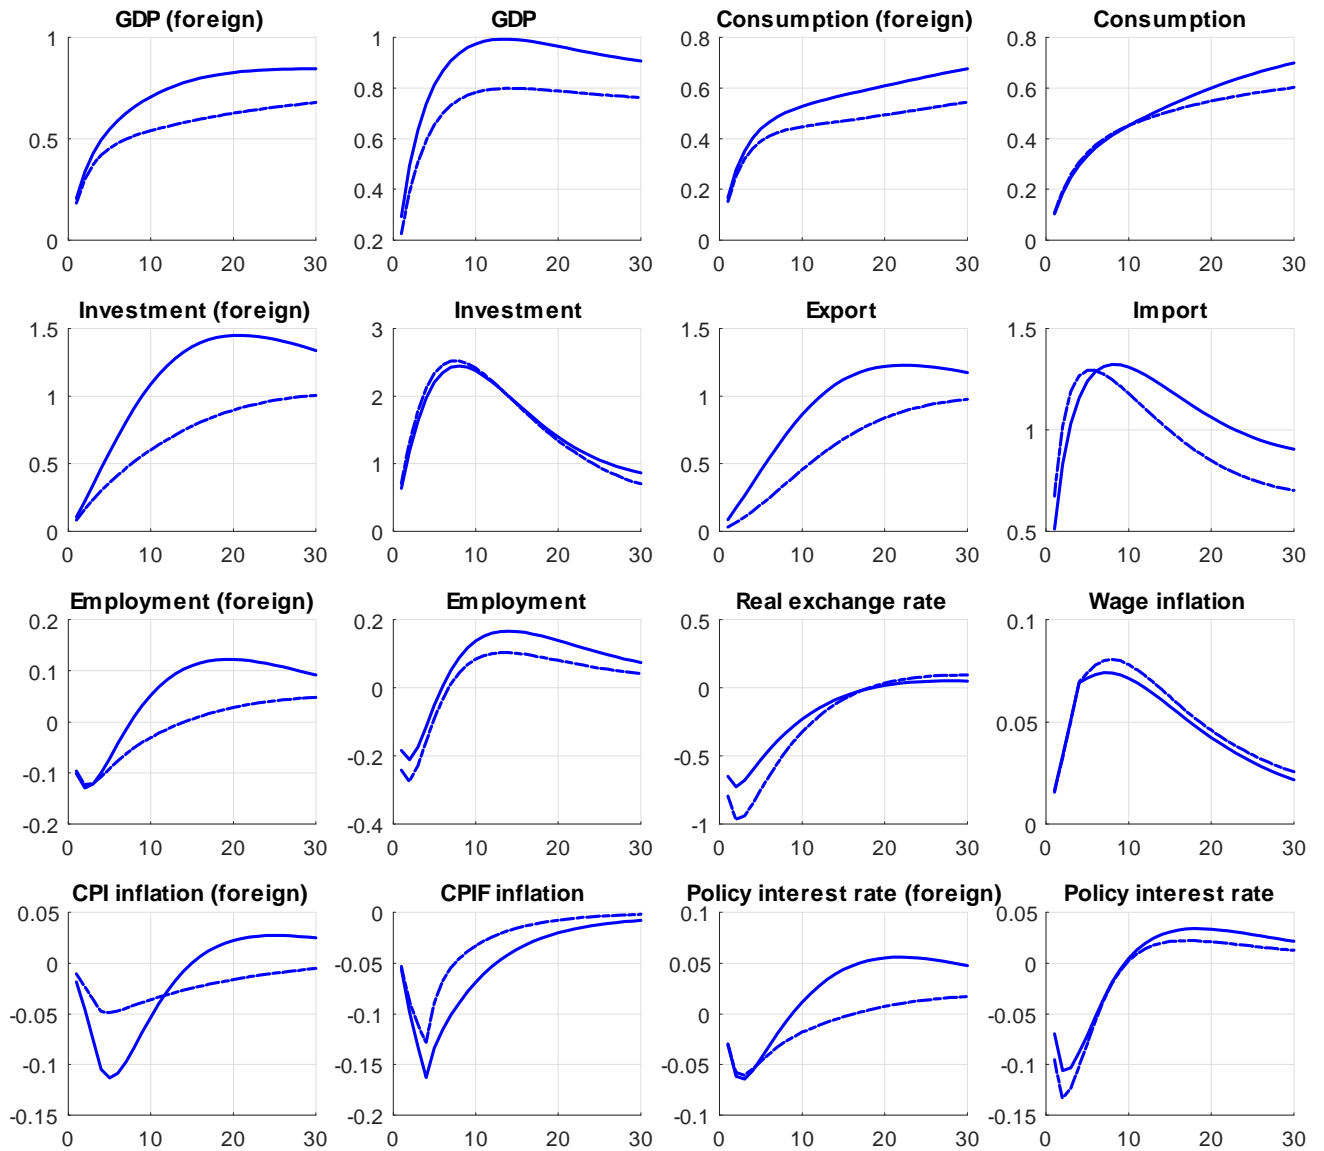 GDP (foreign) GDP Consumption (foreign) Consumption
1 1 0.8 0.8
0.8 0.6 0.6
0.5 0.6 0.4 0.4
0.4 0.2 0.2
0 0.2 0 0
0 10 20 30 0 10 20 30 0 10 20 30 0 10 20 30
Investment (foreign) Investment Export Import
1.5 3 1.5 1.5
1 2 1 1
0.5 1 0.5
0 0 0 0.5
0 10 20 30 0 10 20 30 0 10 20 30 0 10 20 30
Employment (foreign) Employment Real exchange rate Wage inflation
0.2 0.2 0.5 0.1
0.1 0 0
0 0.05
-0.1 -0.2 -0.5
-0.2 -0.4 -1 0
0 10 20 30 0 10 20 30 0 10 20 30 0 10 20 30
CPI inflation (foreign) CPIF inflation Policy interest rate (foreign) Policy interest rate
0.05 0 0.1 0.05
0 -0.05 0.05 0
-0.05 -0.1 0 -0.05
-0.1 -0.15 -0.05 -0.1
-0.15 -0.2 -0.1 -0.15
0 10 20 30 0 10 20 30 0 10 20 30 0 10 20 30